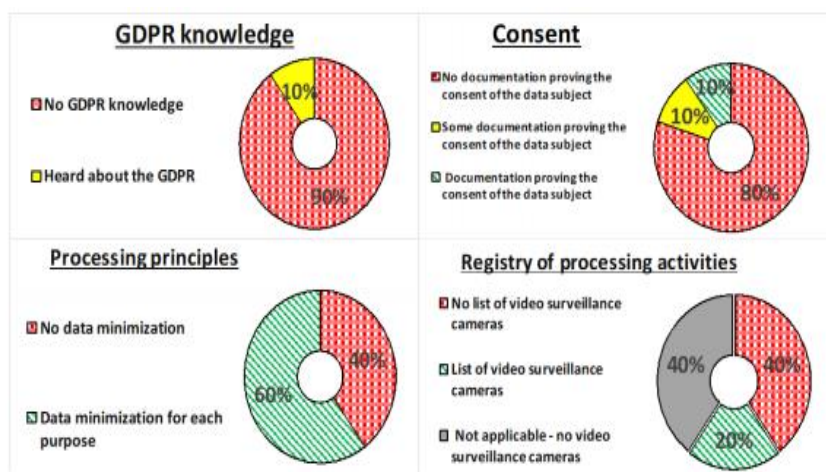 GDPR knowledge
No GDPR knowledge
Heard about the GDPR
10%
90%
Consent
No documentation proving the
consent of the data subject
Some documentation proving the
consent of the data subject
Documentation proving the
consent of the data subject
10%
10%
80%
Processing principles
No data minimization
Data minimization for each
purpose
40%
60%
Registry of processing activities
No list of video surveillance
cameras
List of video surveillance
cameras
Not applicable - no video
surveillance cameras
40%
40%
20%